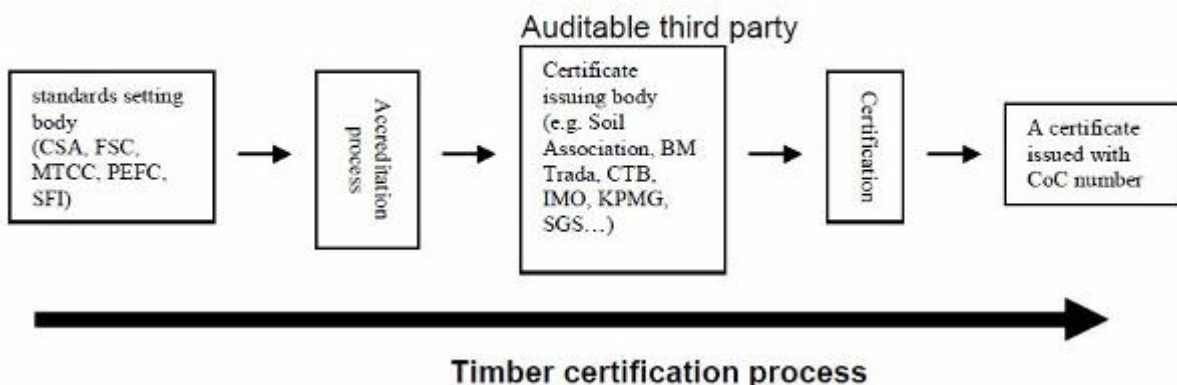 Auditable third party
standards setting
body
(CSA, FSC,
MTCC, PEFC,
SFI)
Accreditation
process
Certificate
issuing body
(e.g. Soil
Association, BM
Trada, CTB,
IMO, KPMG,
SGS…)
Certification
A certificate
issued with
CoC number
Timber certification process